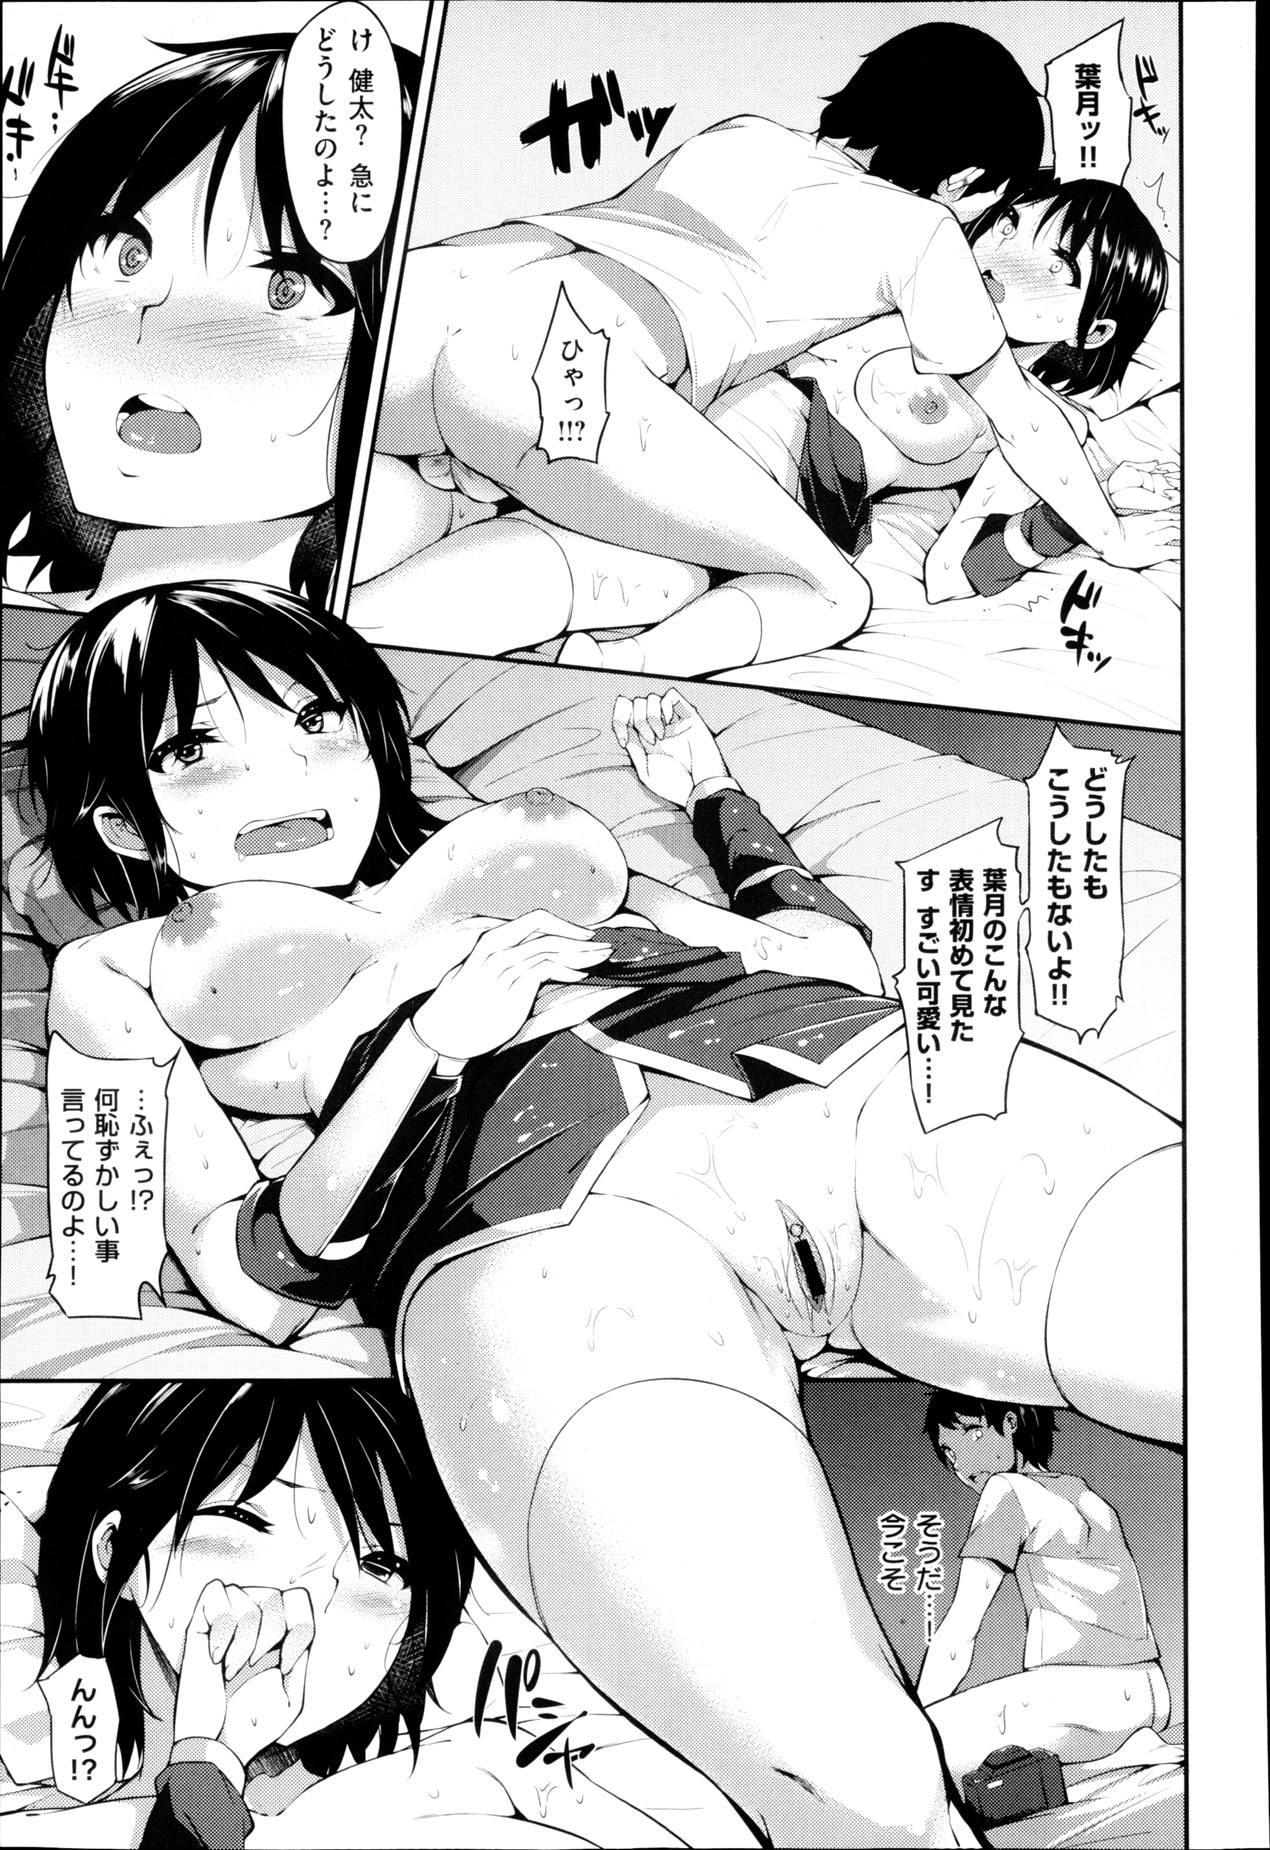 葉月ッ!!
ドキッ
ガッ
ひゃっ!!!?
ドキッ
け 健太? 急に
どうしたのよ…?
ドキ…
ドキ…
どうしたも
こうしたもないよ!!
葉月のこんな
表情初めて見た
す すごい可愛い…!
…ふぇっ!?
何恥ずかしい事
言ってるのよ…!
そうだ…!
今こそ
パシャ
んんっ!?